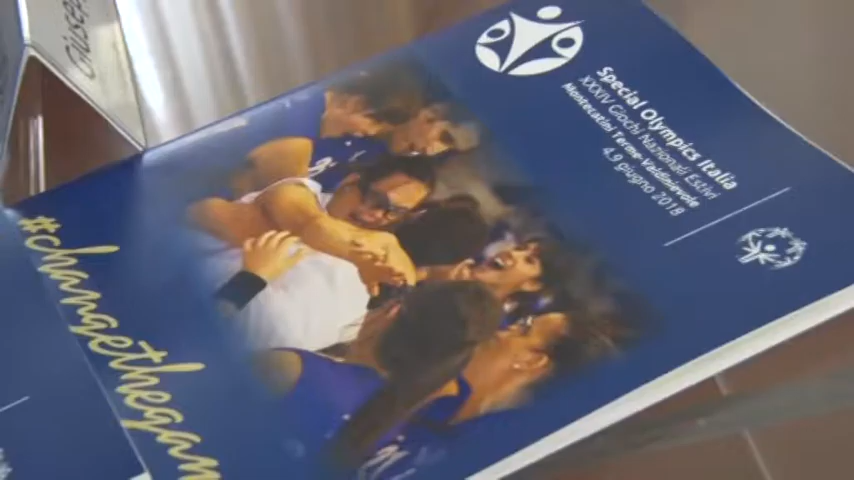 Special Olympics Italia
XXXIV Giochi Nazionali Estivi
Montecatini Terme-Valdinievole
4.9 giugno 2018
#changethegam